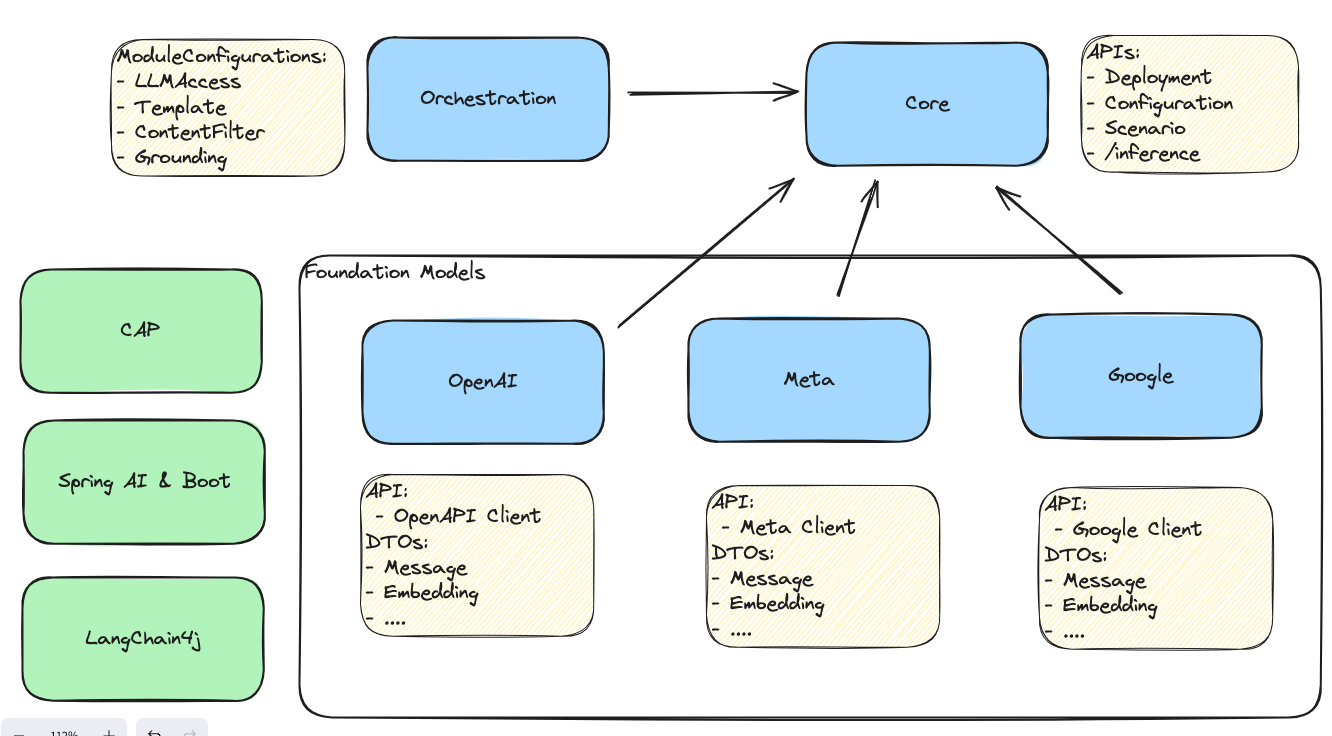 ModuleConfigurations:
- LLMAccess
- Template
- ContentFilter
- Grounding
Orchestration
Core
APIs:
- Deployment
- Configuration
- Scenario
- /inference
Foundation Models
CAP
Spring AI & Boot
LangChain4j
OpenAI
Meta
Google
API:
- OpenAPI Client
DTOs:
- Message
- Embedding
- ....
API:
- Meta Client
DTOs:
- Message
- Embedding
- ....
API:
- Google Client
DTOs:
- Message
- Embedding
- ....
112%